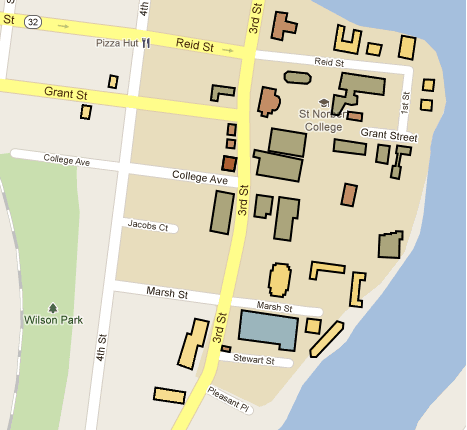 St
32
4th
3rd St
Pizza Hut
Reid St
Reid St
Grant St
1st St
St Norbert
College
Grant Street
College Ave
College Ave
3rd St
Jacobs Ct
Marsh St
Marsh St
Wilson Park
4th St
3rd St
Stewart St
Pleasant Pl